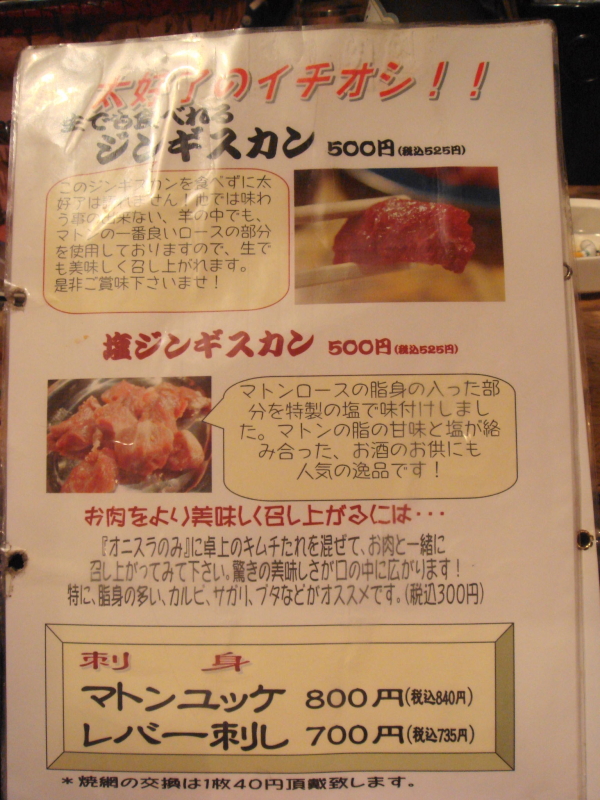 太好了のイチオシ！！
生でも食べれる
ジンギスカン 500円(税込525円)
このジンギスカンを食べずに太
好了は語れません！他では味わ
う事の出来ない、羊の中でも、
マトンの一番良いロースの部分
を使用しておりますので、生で
も美味しく召し上がれます。
是非ご賞味下さいませ！
塩ジンギスカン 500円(税込525円)
マトンロースの脂身の入った部
分を特製の塩で味付けしまし
た。マトンの脂の甘味と塩が絡
み合った、お酒のお供にも
人気の逸品です！
お肉をより美味しく召し上がるには・・・
『オニスラのみ』に卓上のキムチたれを混ぜて、お肉と一緒に
召し上がってみて下さい。驚きの美味しさが口の中に広がります！
特に、脂身の多い、カルビ、サガリ、ブタなどがオススメです。(税込300円)
刺 身
マトンユッケ 800円(税込840円)
レバー刺し 700円(税込735円)
＊焼網の交換は1枚40円頂戴致します。